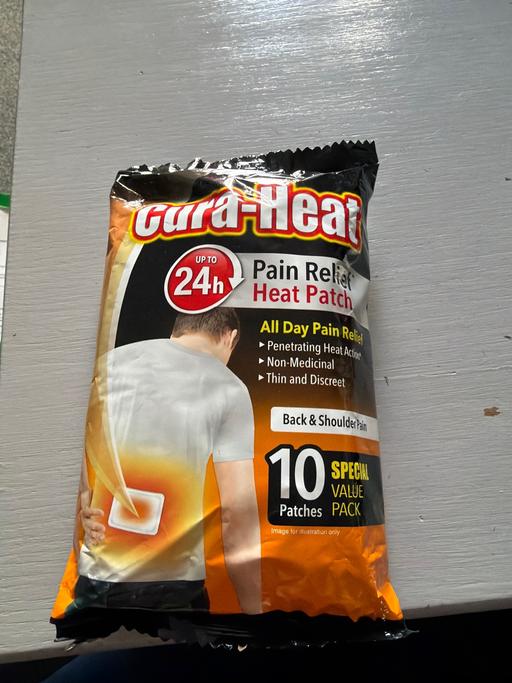 Cura-Heat
UP TO
24h
Pain Relief
Heat Patch
All Day Pain Relief
▸ Penetrating Heat Action*
▸ Non-Medicinal
▸ Thin and Discreet
Back & Shoulder Pain
10
Patches
SPECIAL
VALUE
PACK
Image for illustration only